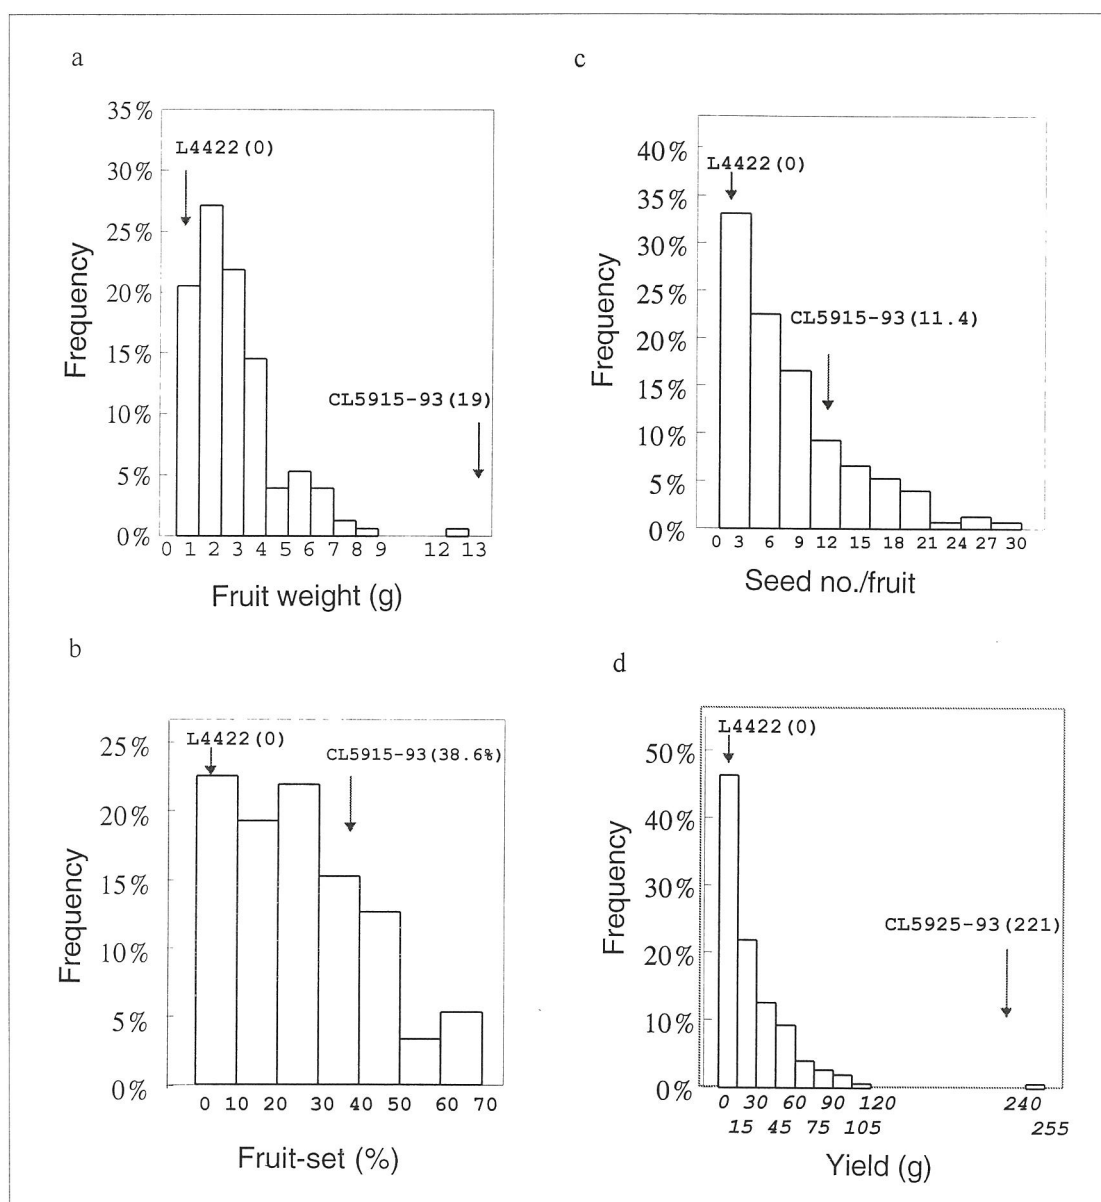 a
35%
30%
25%
20%
15%
10%
5%
0%
Frequency
L4422(0)
CL5915-93(19)
0 1 2 3 4 5 6 7 8 9 12 13
Fruit weight (g)
c
40%
35%
30%
25%
20%
15%
10%
5%
0%
Frequency
L4422(0)
CL5915-93(11.4)
0 3 6 9 12 15 18 21 24 27 30
Seed no./fruit
b
25%
20%
15%
10%
5%
0%
Frequency
L4422(0)
CL5915-93(38.6%)
0 10 20 30 40 50 60 70
Fruit-set (%)
d
50%
40%
30%
20%
10%
0%
Frequency
L4422(0)
CL5925-93(221)
0 30 60 90 120 240
15 45 75 105 255
Yield (g)